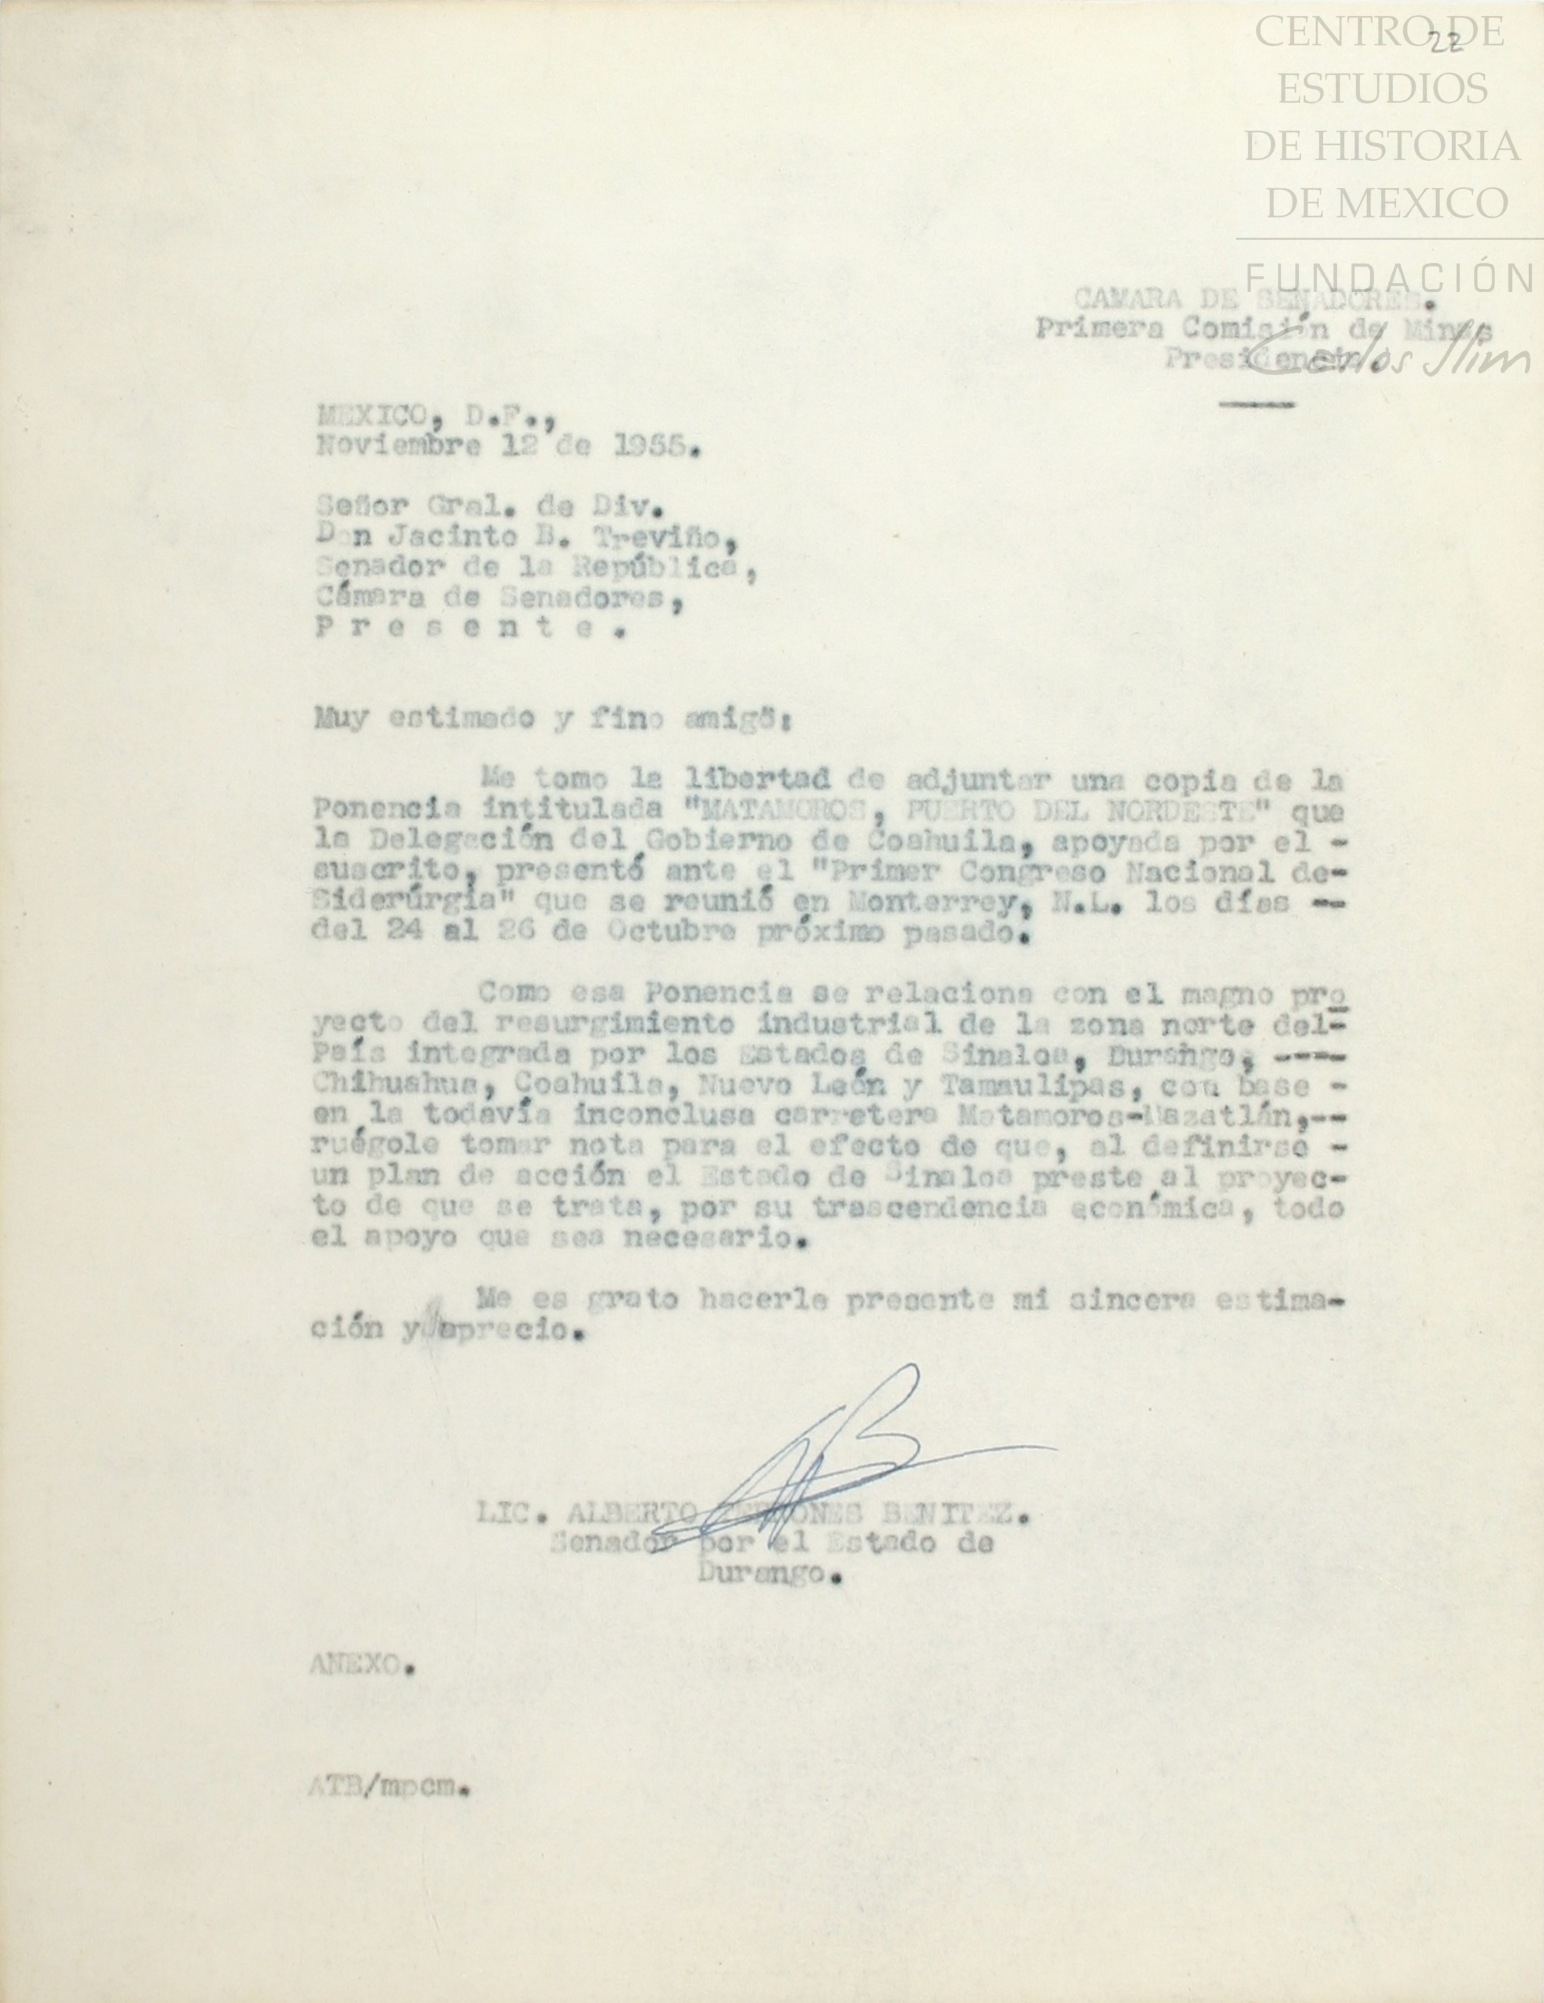 CENTRO DE
22
ESTUDIOS
DE HISTORIA
DE MEXICO
FUNDACIÓN
Carlos Slim
CAMARA DE SENADORES.
Primera Comisión de Minas
Presidencia.
MEXICO, D.F.,
Noviembre 12 de 1955.
Señor Gral. de Div.
Don Jacinto B. Treviño,
Senador de la República,
Cámara de Senadores,
P r e s e n t e .
Muy estimado y fino amigo:
Me tomo la libertad de adjuntar una copia de la
Ponencia intitulada "MATAMOROS, PUERTO DEL NORDESTE" que
la Delegación del Gobierno de Coahuila, apoyada por el -
suscrito, presentó ante el "Primer Congreso Nacional de-
Siderúrgia" que se reunió en Monterrey, N.L. los días --
del 24 al 26 de Octubre próximo pasado.
Como esa Ponencia se relaciona con el magno pro
yecto del resurgimiento industrial de la zona norte del-
País integrada por los Estados de Sinaloa, Durango, ----
Chihuahua, Coahuila, Nuevo León y Tamaulipas, con base -
en la todavía inconclusa carretera Matamoros-Mazatlán,--
ruégole tomar nota para el efecto de que, al definirse -
un plan de acción el Estado de Sinaloa preste al proyec-
to de que se trata, por su trascendencia económica, todo
el apoyo que sea necesario.
Me es grato hacerle presente mi sincera estima-
ción y aprecio.
LIC. ALBERTO TERRONES BENITEZ.
Senador por el Estado de
Durango.
ANEXO.
ATB/mpcm.